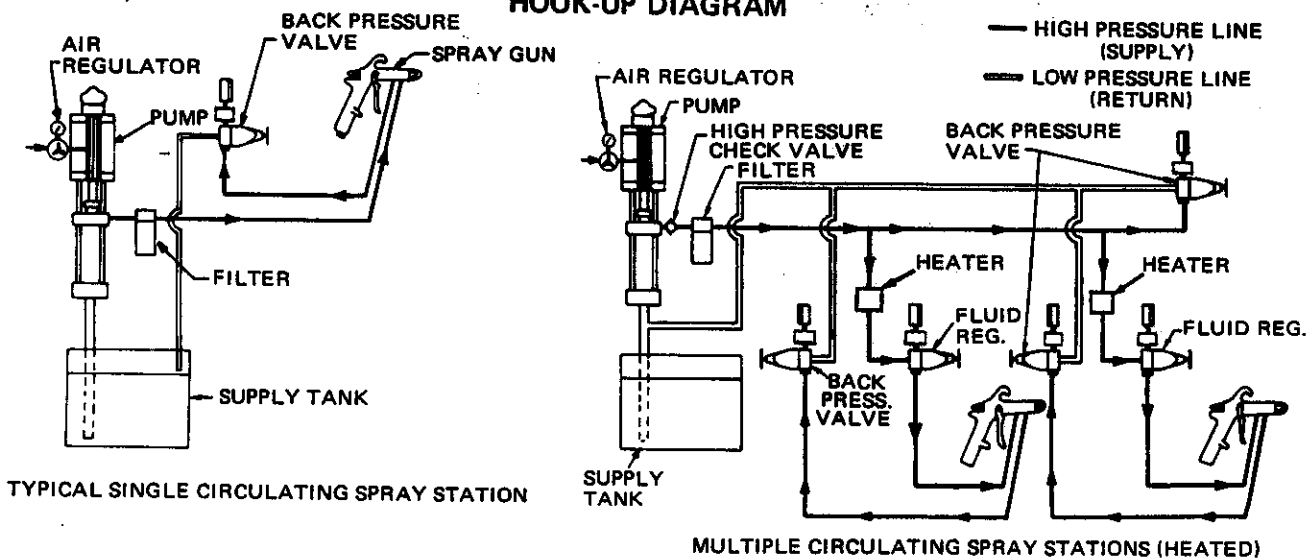 HOOK-UP DIAGRAM
BACK PRESSURE
VALVE
AIR
REGULATOR
SPRAY GUN
PUMP
FILTER
SUPPLY TANK
TYPICAL SINGLE CIRCULATING SPRAY STATION
HIGH PRESSURE LINE
(SUPPLY)
LOW PRESSURE LINE
(RETURN)
AIR REGULATOR
PUMP
HIGH PRESSURE
CHECK VALVE
FILTER
BACK PRESSURE
VALVE
HEATER
HEATER
FLUID
REG.
FLUID REG.
BACK
PRESS.
VALVE
SUPPLY
TANK
MULTIPLE CIRCULATING SPRAY STATIONS (HEATED)